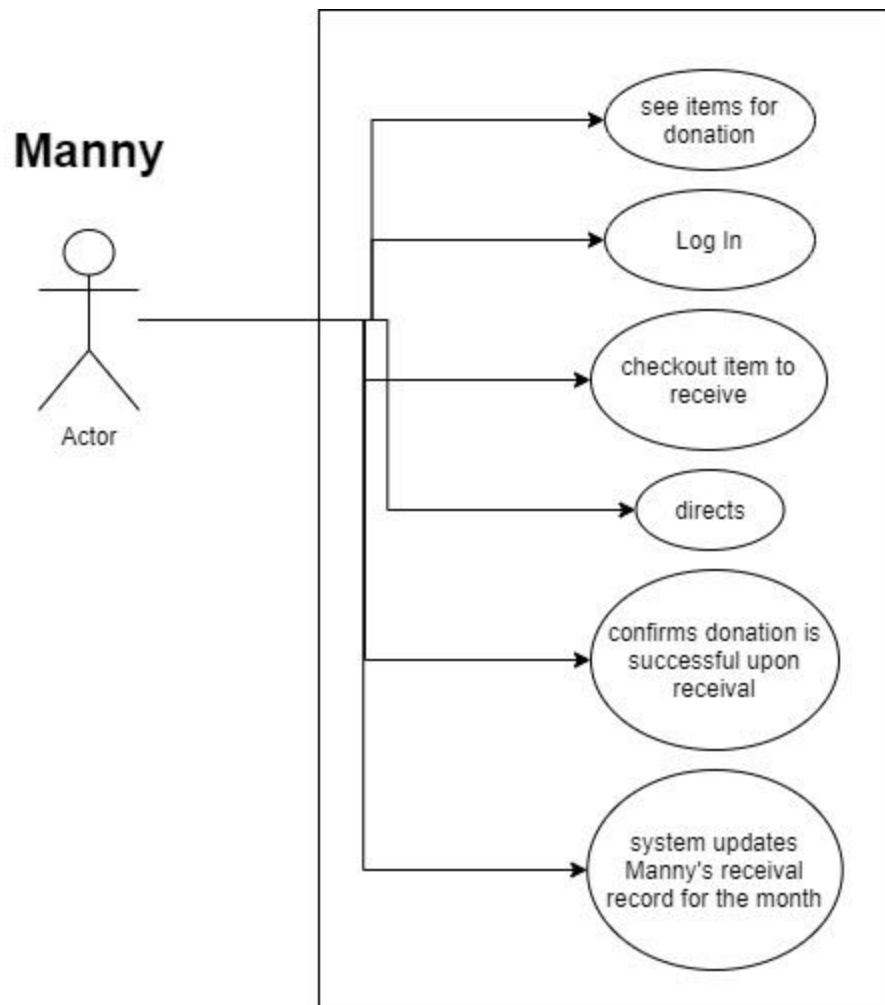 Manny
Actor
see items for
donation
Log In
checkout item to
receive
directs
confirms donation is
successful upon
receival
system updates
Manny's receival
record for the month